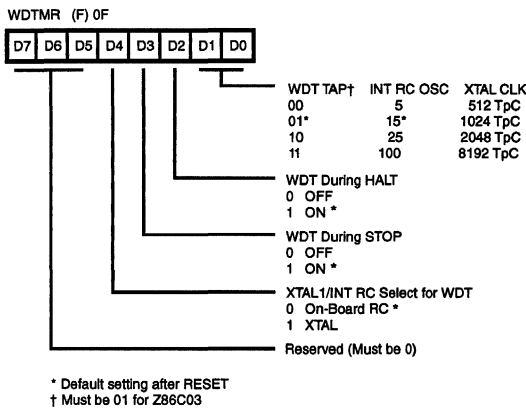 WDTMR (F) 0F
D7 D6 D5 D4 D3 D2 D1 D0
WDT TAP† INT RC OSC XTAL CLK
00 5 512 TpC
01* 15* 1024 TpC
10 25 2048 TpC
11 100 8192 TpC
WDT During HALT
0 OFF
1 ON *
WDT During STOP
0 OFF
1 ON *
XTAL1/INT RC Select for WDT
0 On-Board RC *
1 XTAL
Reserved (Must be 0)
* Default setting after RESET
† Must be 01 for Z86C03